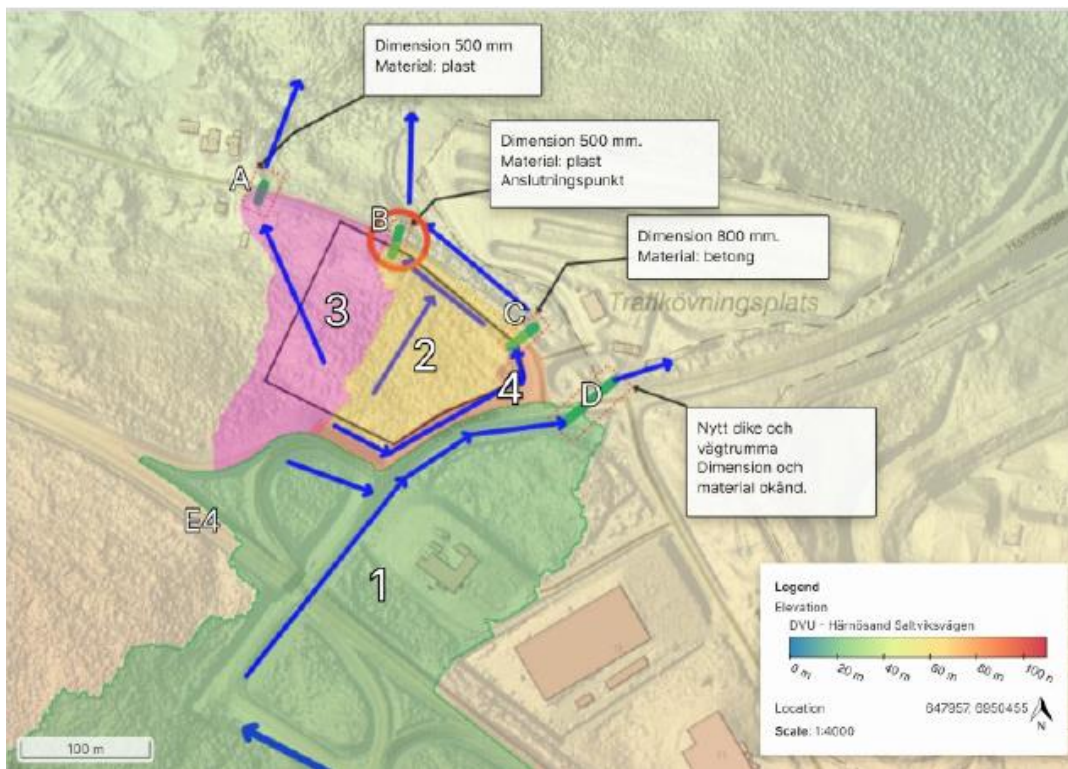 Dimension 500 mm
Material: plast
Dimension 500 mm.
Material: plast
Anslutningspunkt
A
B
Dimension 800 mm.
Material: betong
3
C
Trafikövningsplats
2
4
D
Nytt dike och
vägtrumma
Dimension och
material okänd.
E4
1
Legend
Elevation
DVU - Härnösand Saltviksvägen
0 m 20 m 40 m 60 m 80 m 100 m
Location 647957, 6950455
Scale: 1:4000
N
100 m